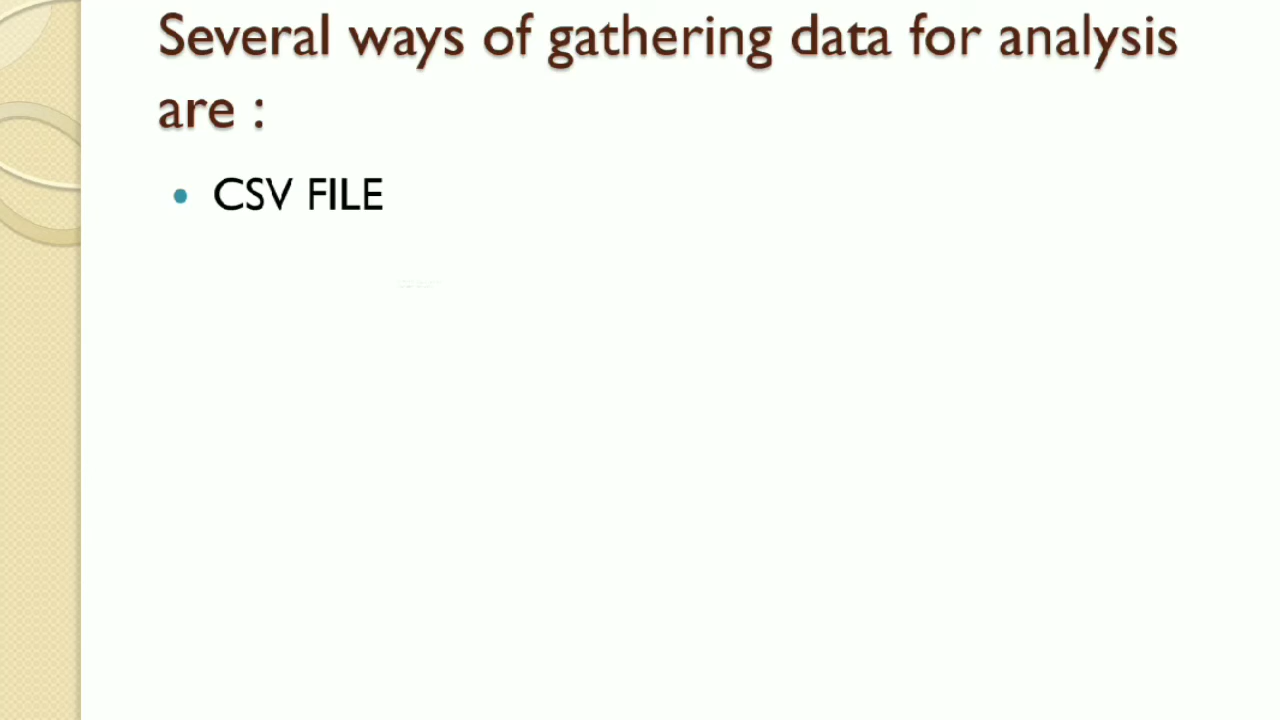 Several ways of gathering data for analysis
are :
• CSV FILE